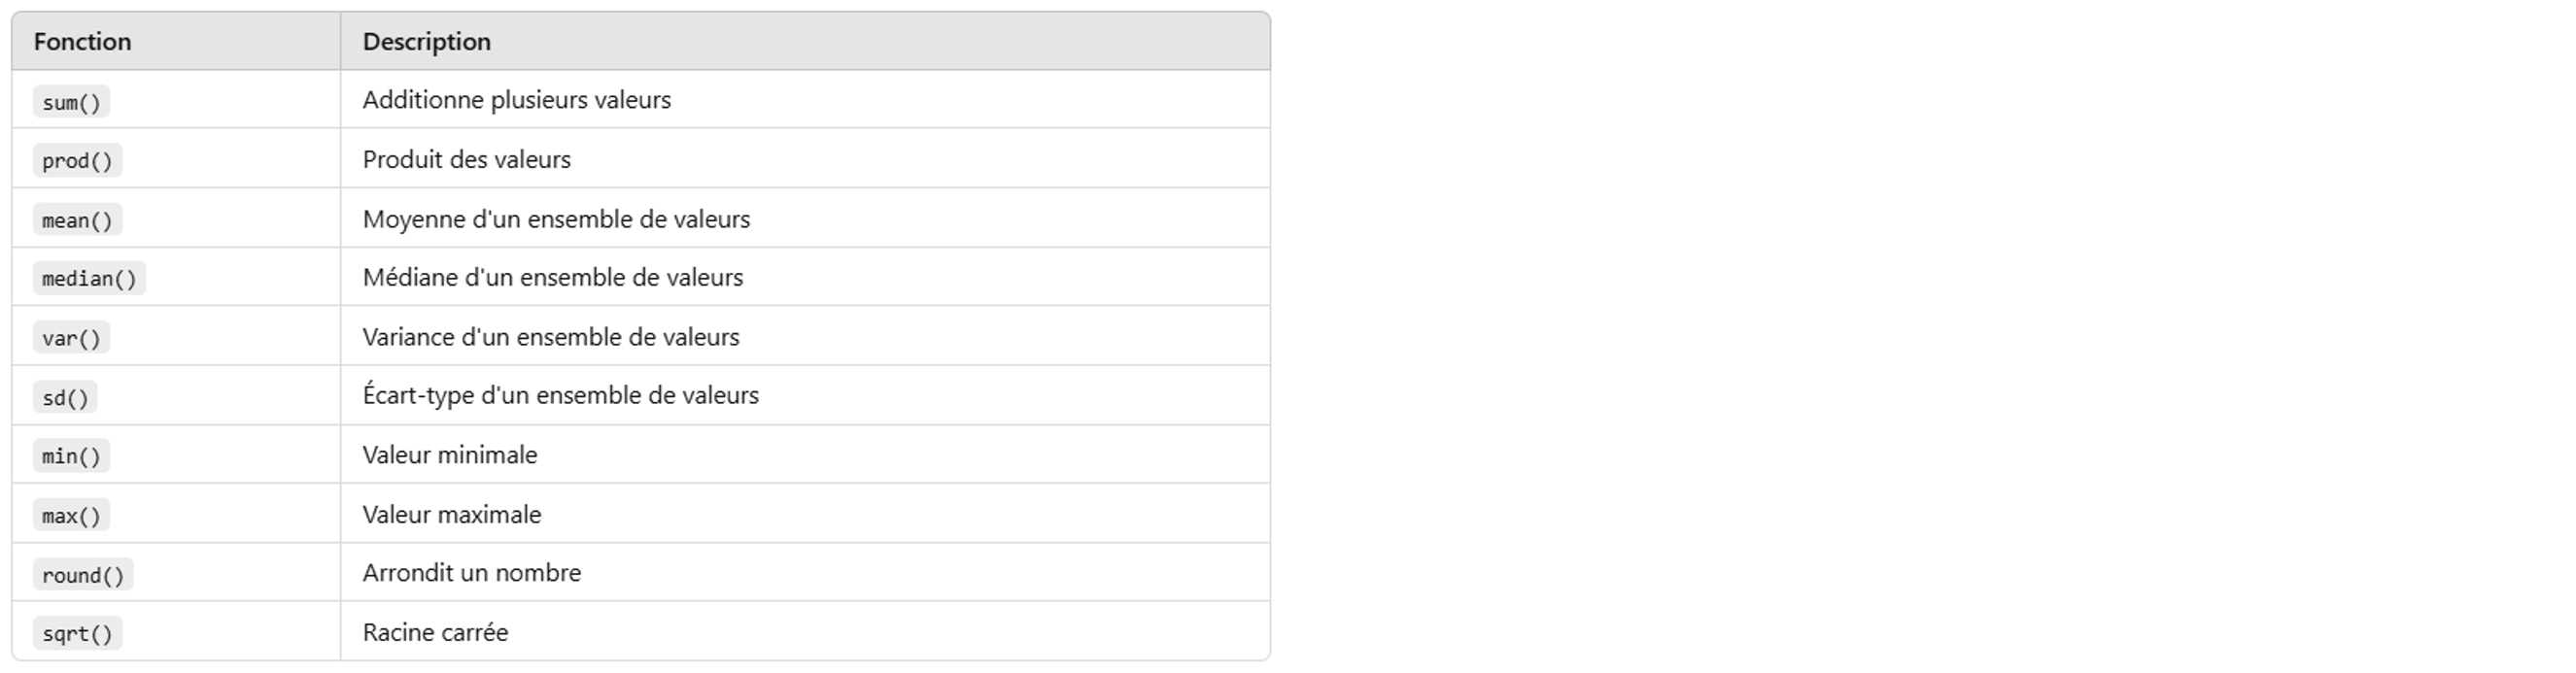 Fonction Description
sum() Additionne plusieurs valeurs
prod() Produit des valeurs
mean() Moyenne d'un ensemble de valeurs
median() Médiane d'un ensemble de valeurs
var() Variance d'un ensemble de valeurs
sd() Écart-type d'un ensemble de valeurs
min() Valeur minimale
max() Valeur maximale
round() Arrondit un nombre
sqrt() Racine carrée